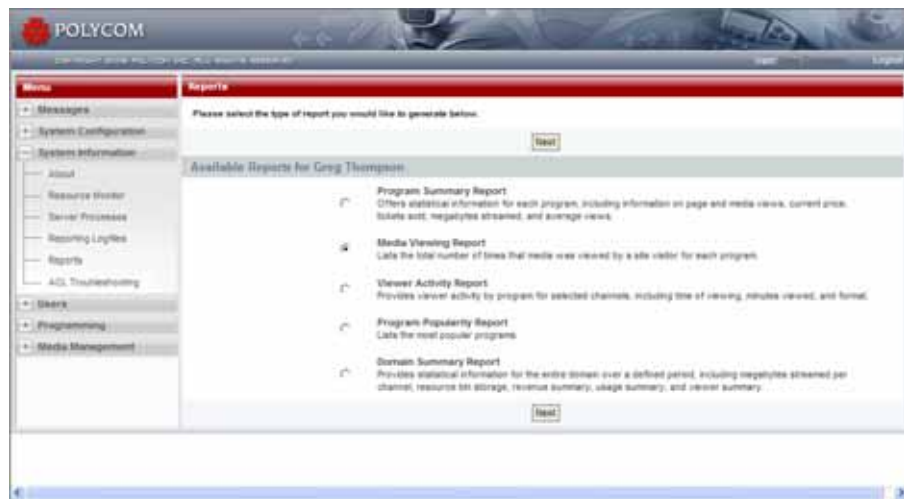 POLYCOM
Logout
Menu
Reports
Messages
System Configuration
System Information
About
Resource Monitor
Server Processes
Reporting Logfiles
Reports
ACL Troubleshooting
Users
Programming
Media Management
Please select the type of report you would like to generate below.
Next
Available Reports for Greg Thompson
Program Summary Report
Offers statistical information for each program, including information on page and media views, current price,
tickets sold, megabytes streamed, and average views.
Media Viewing Report
Lists the total number of times that media was viewed by a site visitor for each program.
Viewer Activity Report
Provides viewer activity by program for selected channels, including time of viewing, minutes viewed, and format.
Program Popularity Report
Lists the most popular programs.
Domain Summary Report
Provides statistical information for the entire domain over a defined period, including megabytes streamed per
channel, resource bin storage, revenue summary, usage summary, and viewer summary.
Next